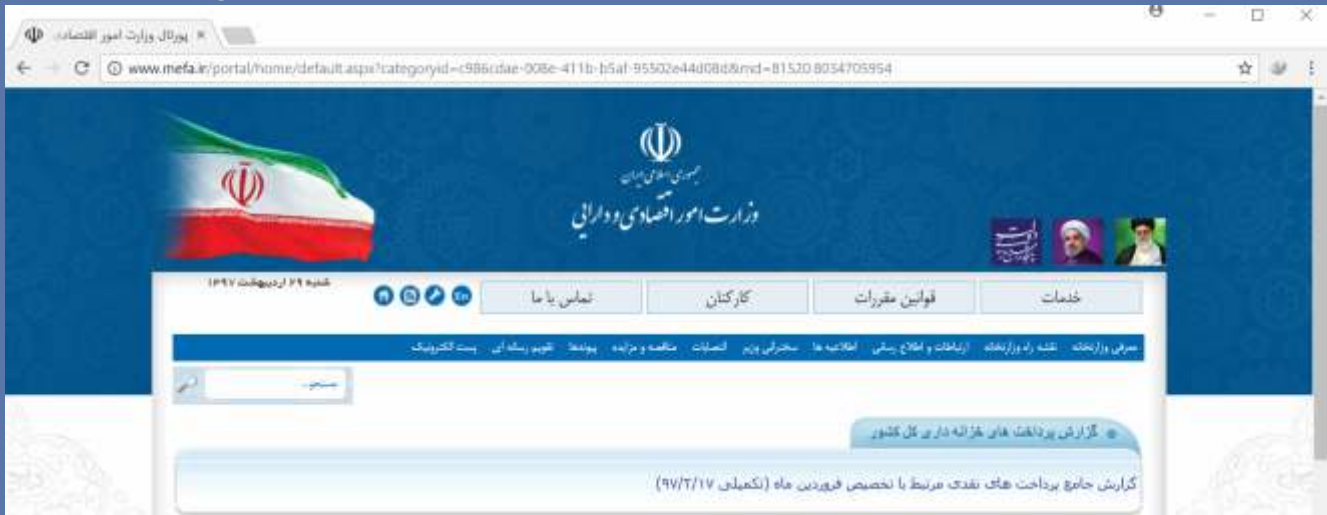 پورتال وزارت امور اقتصادی
www.mefa.ir/portal/home/default.aspx?categoryid=c986cdae-008e-411b-b5af-95502e44d08d&rnd=81520.8034705954
جمهوری اسلامی ایران
وزارت امور اقتصادی و دارایی
خدمات
قوانین مقررات
کارکنان
تماس با ما
En
شنبه ۲۹ اردیبهشت ۱۳۹۷
معرفی وزارتخانه نقشه راه وزارتخانه ارتباطات و اطلاع رسانی اطلاعیه ها سخنرانی وزیر انتصابات مناقصه و مزایده پیوندها تقویم رسانه ای پست الکترونیک
جستجو...
گزارش پرداخت های خزانه داری کل کشور
گزارش جامع پرداخت های نقدی مرتبط با تخصیص فروردین ماه (تکمیلی ۹۷/۲/۱۷)